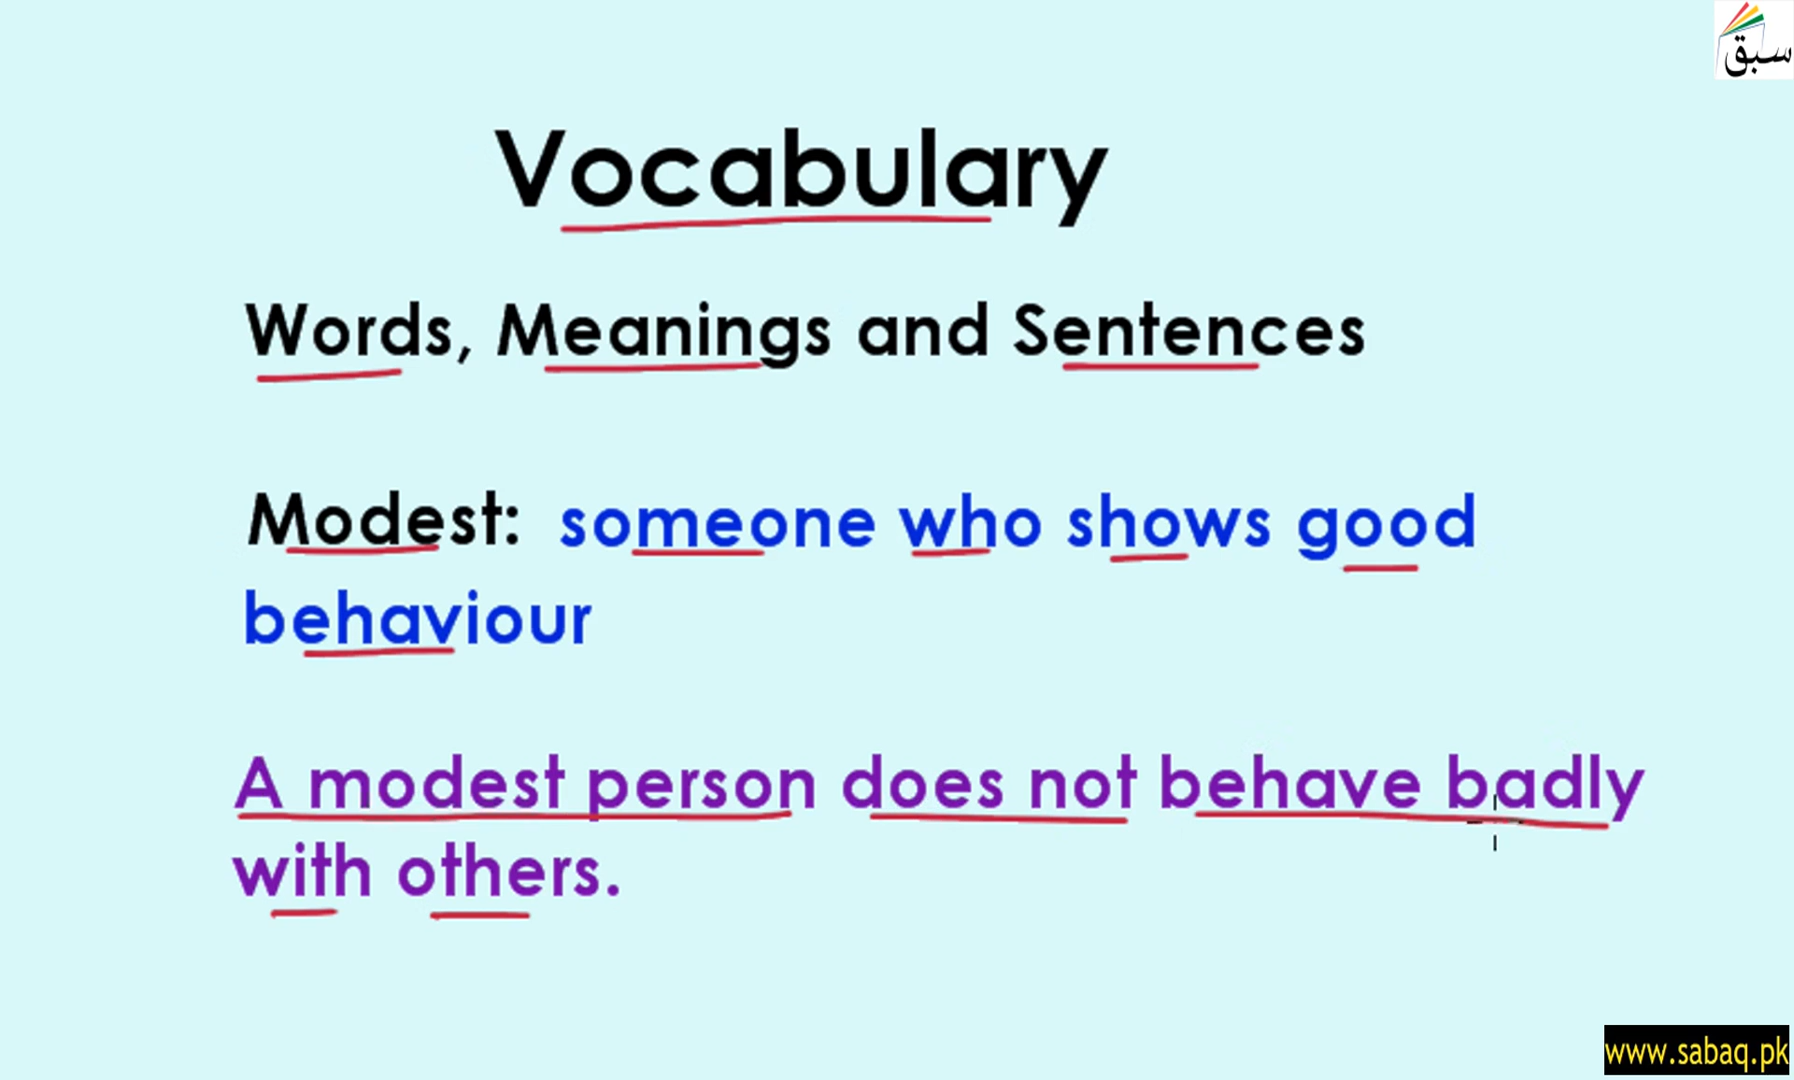 سبق
Vocabulary
Words, Meanings and Sentences
Modest: someone who shows good
behaviour
A modest person does not behave badly
with others.
www.sabaq.pk